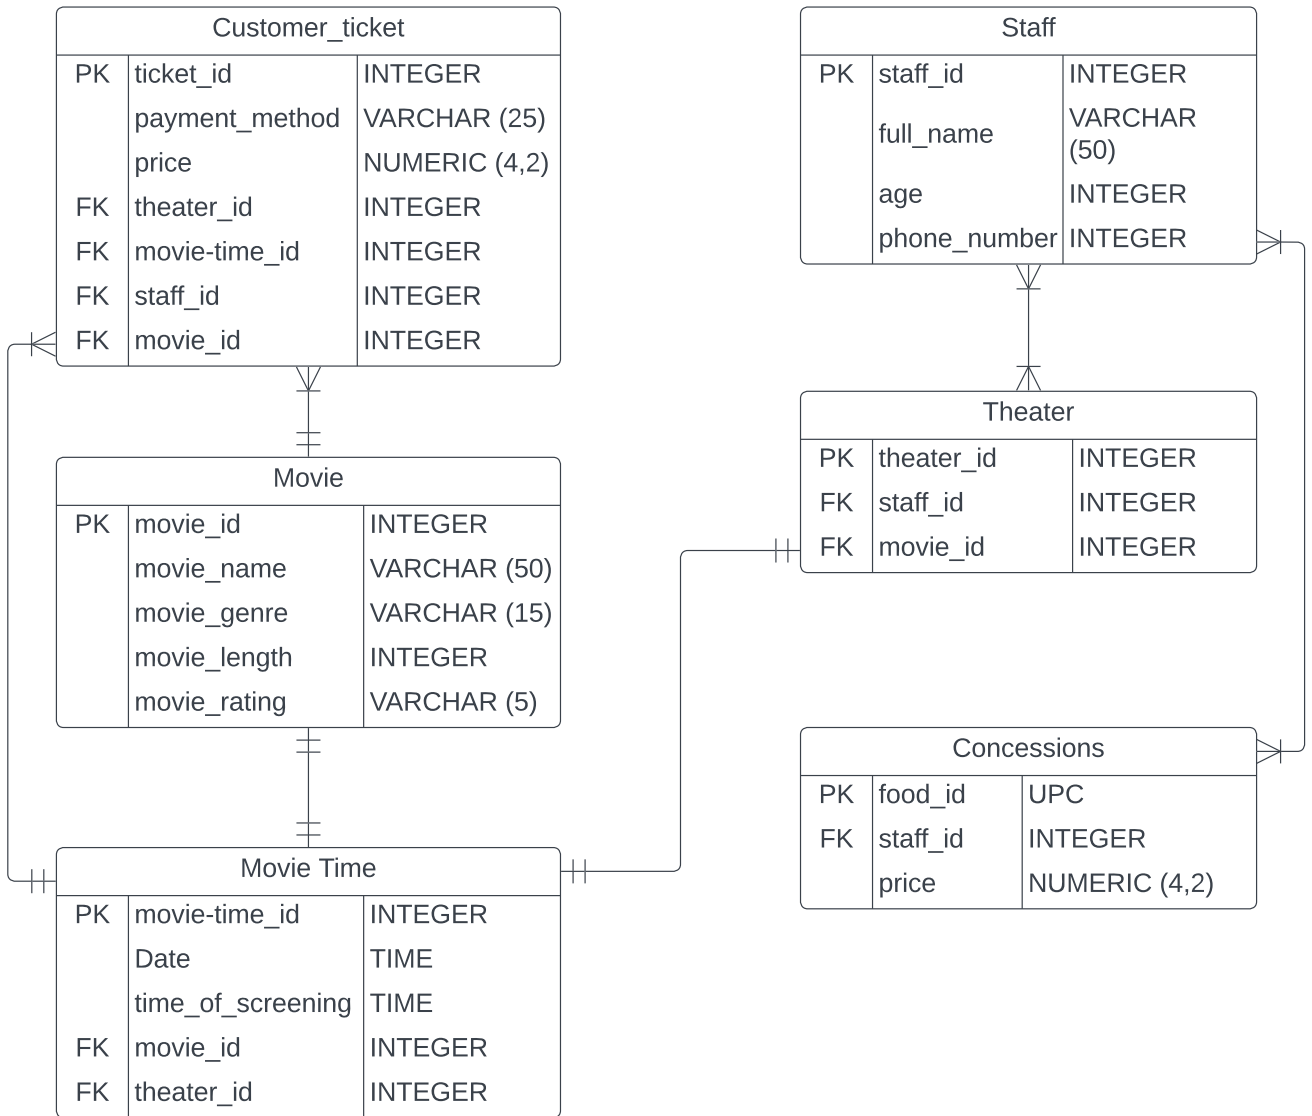 Customer_ticket
PK ticket_id INTEGER
payment_method VARCHAR (25)
price NUMERIC (4,2)
FK theater_id INTEGER
FK movie-time_id INTEGER
FK staff_id INTEGER
FK movie_id INTEGER
Movie
PK movie_id INTEGER
movie_name VARCHAR (50)
movie_genre VARCHAR (15)
movie_length INTEGER
movie_rating VARCHAR (5)
Movie Time
PK movie-time_id INTEGER
Date TIME
time_of_screening TIME
FK movie_id INTEGER
FK theater_id INTEGER
Staff
PK staff_id INTEGER
full_name VARCHAR
(50)
age INTEGER
phone_number INTEGER
Theater
PK theater_id INTEGER
FK staff_id INTEGER
FK movie_id INTEGER
Concessions
PK food_id UPC
FK staff_id INTEGER
price NUMERIC (4,2)